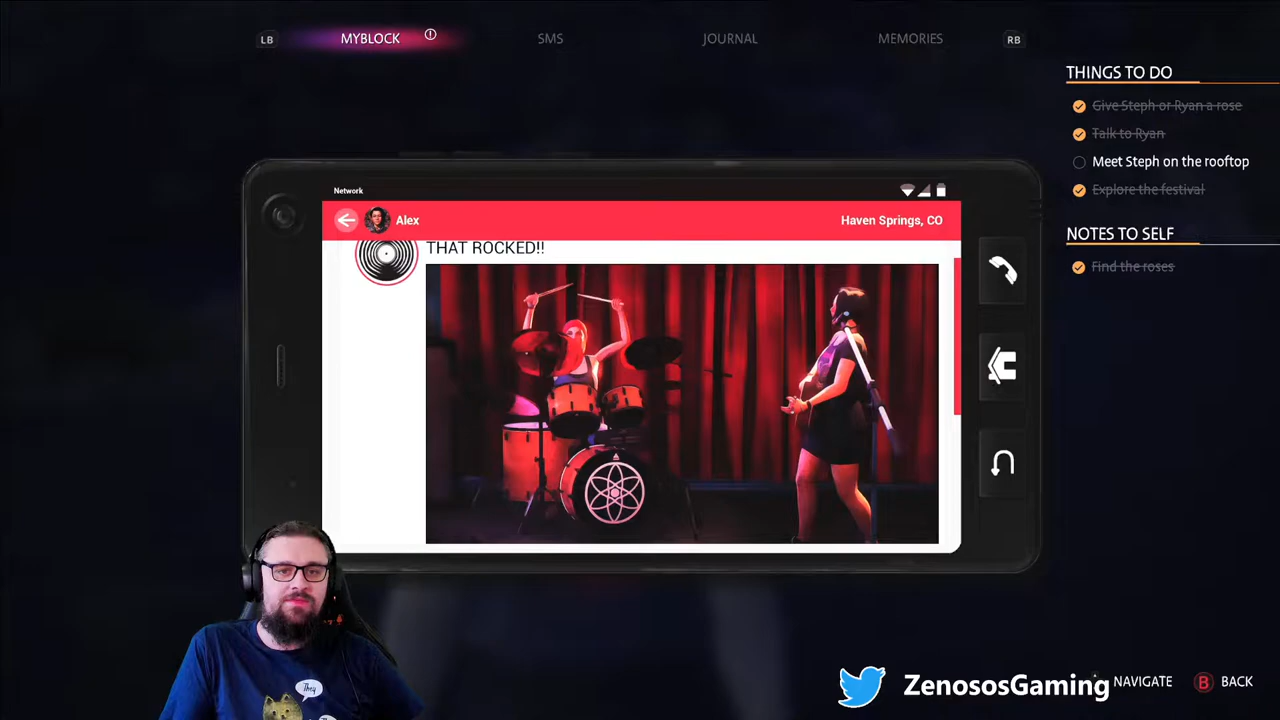 LB
MYBLOCK
SMS
JOURNAL
MEMORIES
RB
THINGS TO DO
Give Steph or Ryan a rose
Talk to Ryan
Meet Steph on the rooftop
Explore the festival
NOTES TO SELF
Find the roses
Network
Alex
Haven Springs, CO
THAT ROCKED!!
They
ZenososGaming
NAVIGATE
B BACK